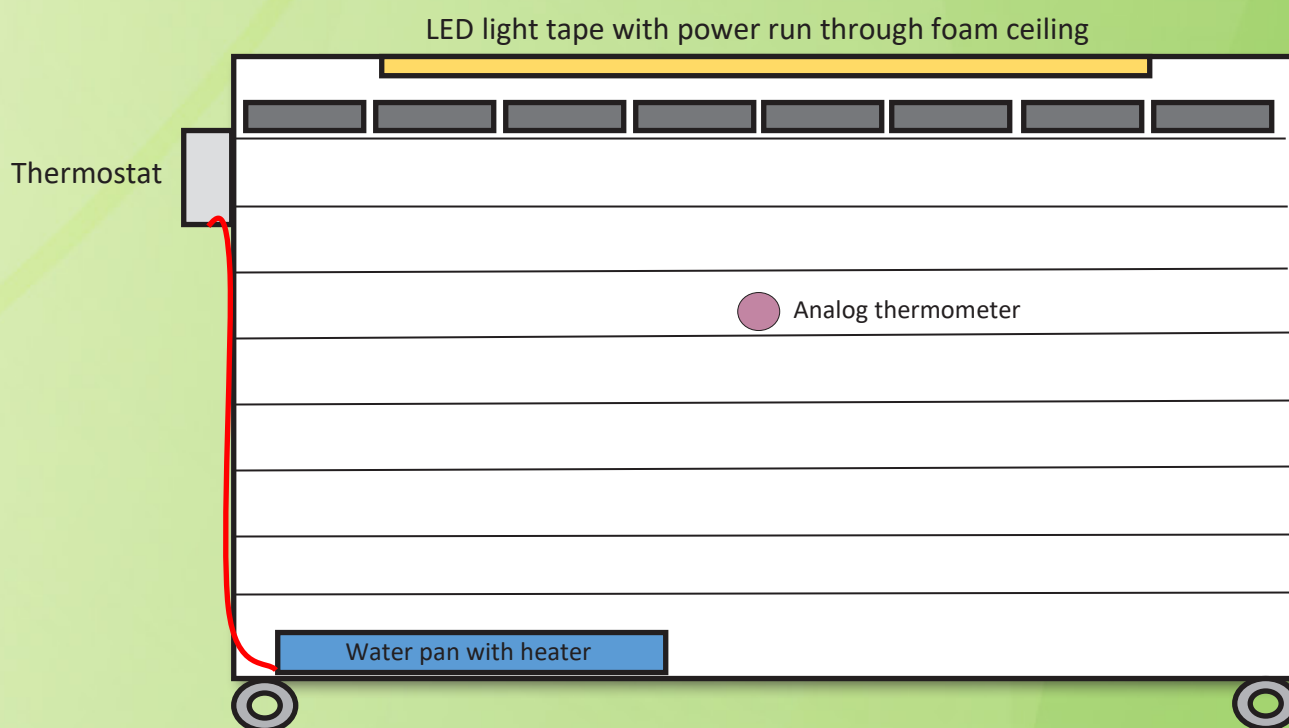 LED light tape with power run through foam ceiling
Thermostat
Analog thermometer
Water pan with heater